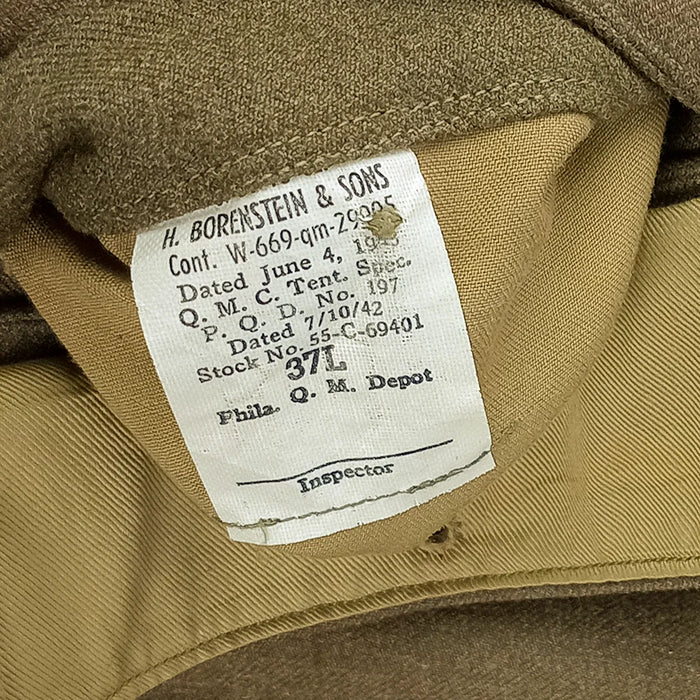 H. BORENSTEIN & SONS
Cont. W-669-qm-
Dated June 4,
Q. M. C. Tent. Spec.
P. Q. D. No. 197
Dated 7/10/42
Stock No. 55-C-69401
37L
Phila. Q. M. Depot
Inspector